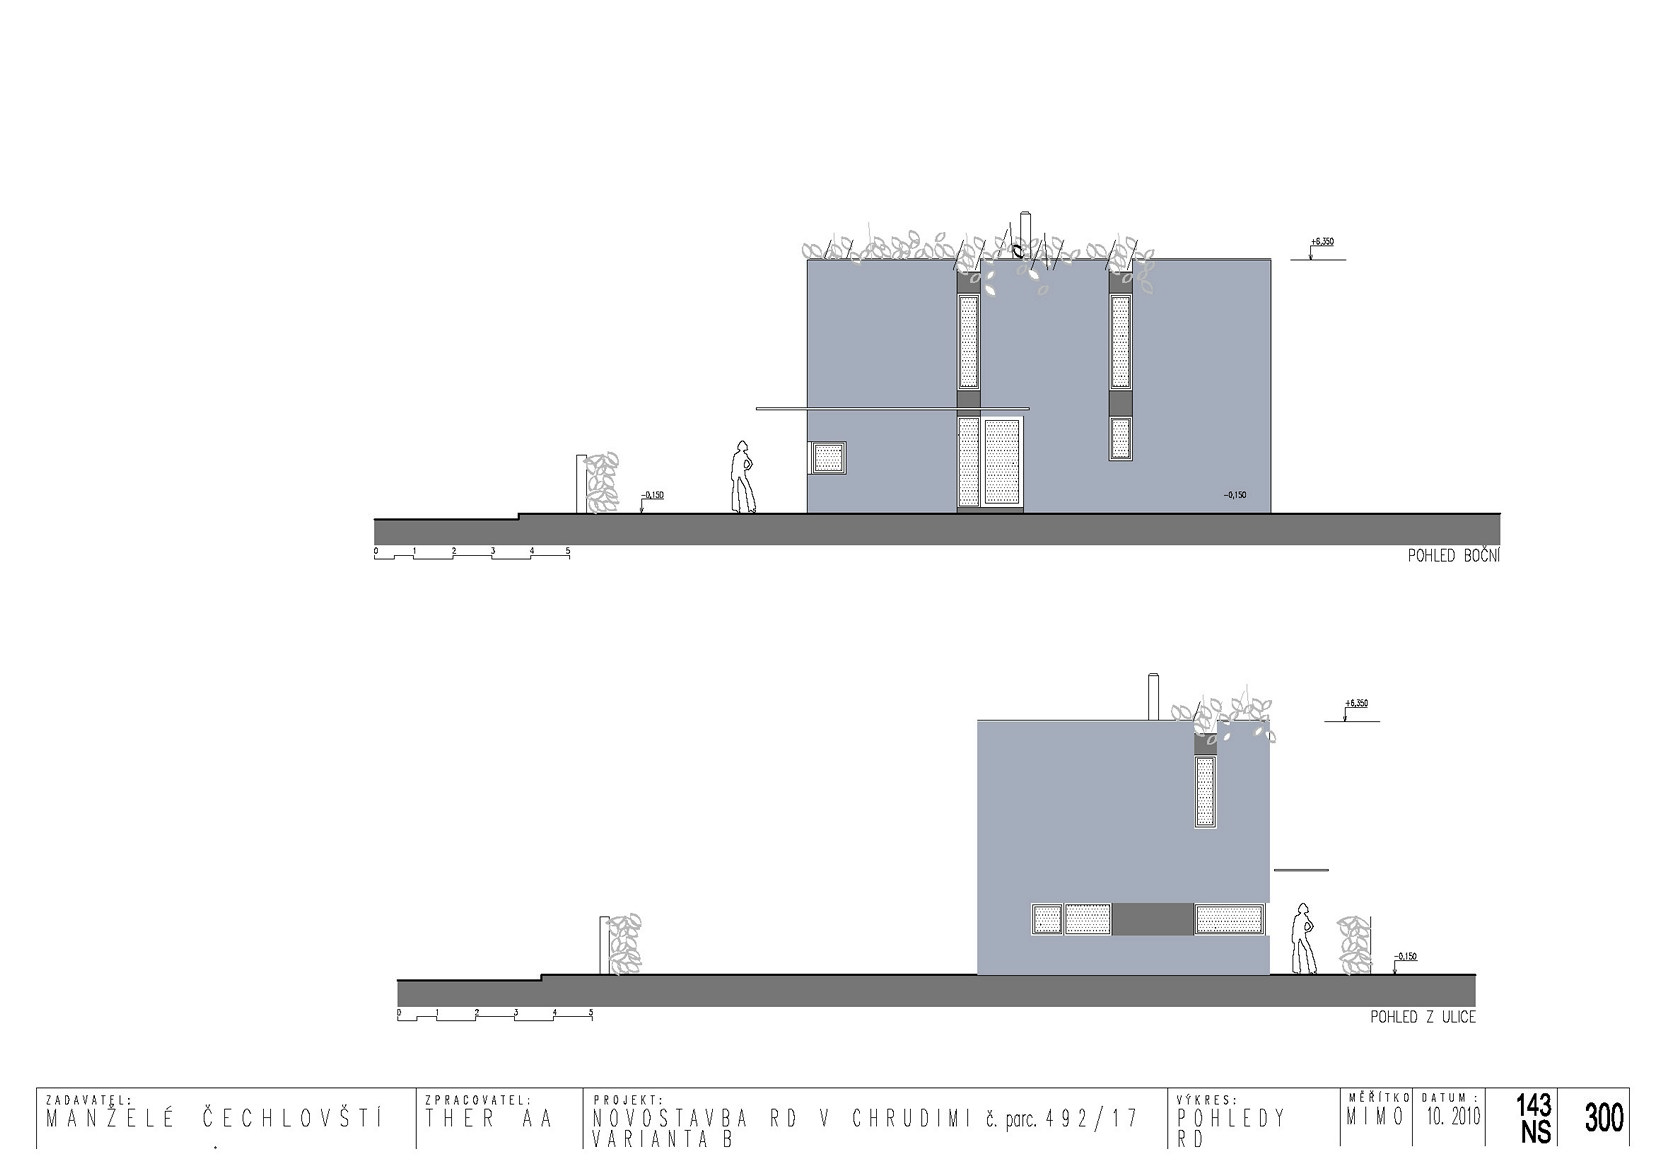 +6,350
-0,150
-0,150
0 1 2 3 4 5
POHLED BOČNÍ
+6,350
-0,150
0 1 2 3 4 5
POHLED Z ULICE
ZADAVATEL:
MANŽELÉ ČECHLOVŠTÍ
ZPRACOVATEL:
THER AA
PROJEKT:
NOVOSTAVBA RD V CHRUDIMI č. parc. 492/17
VARIANTA B
VÝKRES:
POHLEDY
RD
MĚŘÍTKO
MIMO
DATUM :
10. 2010
143
NS
300